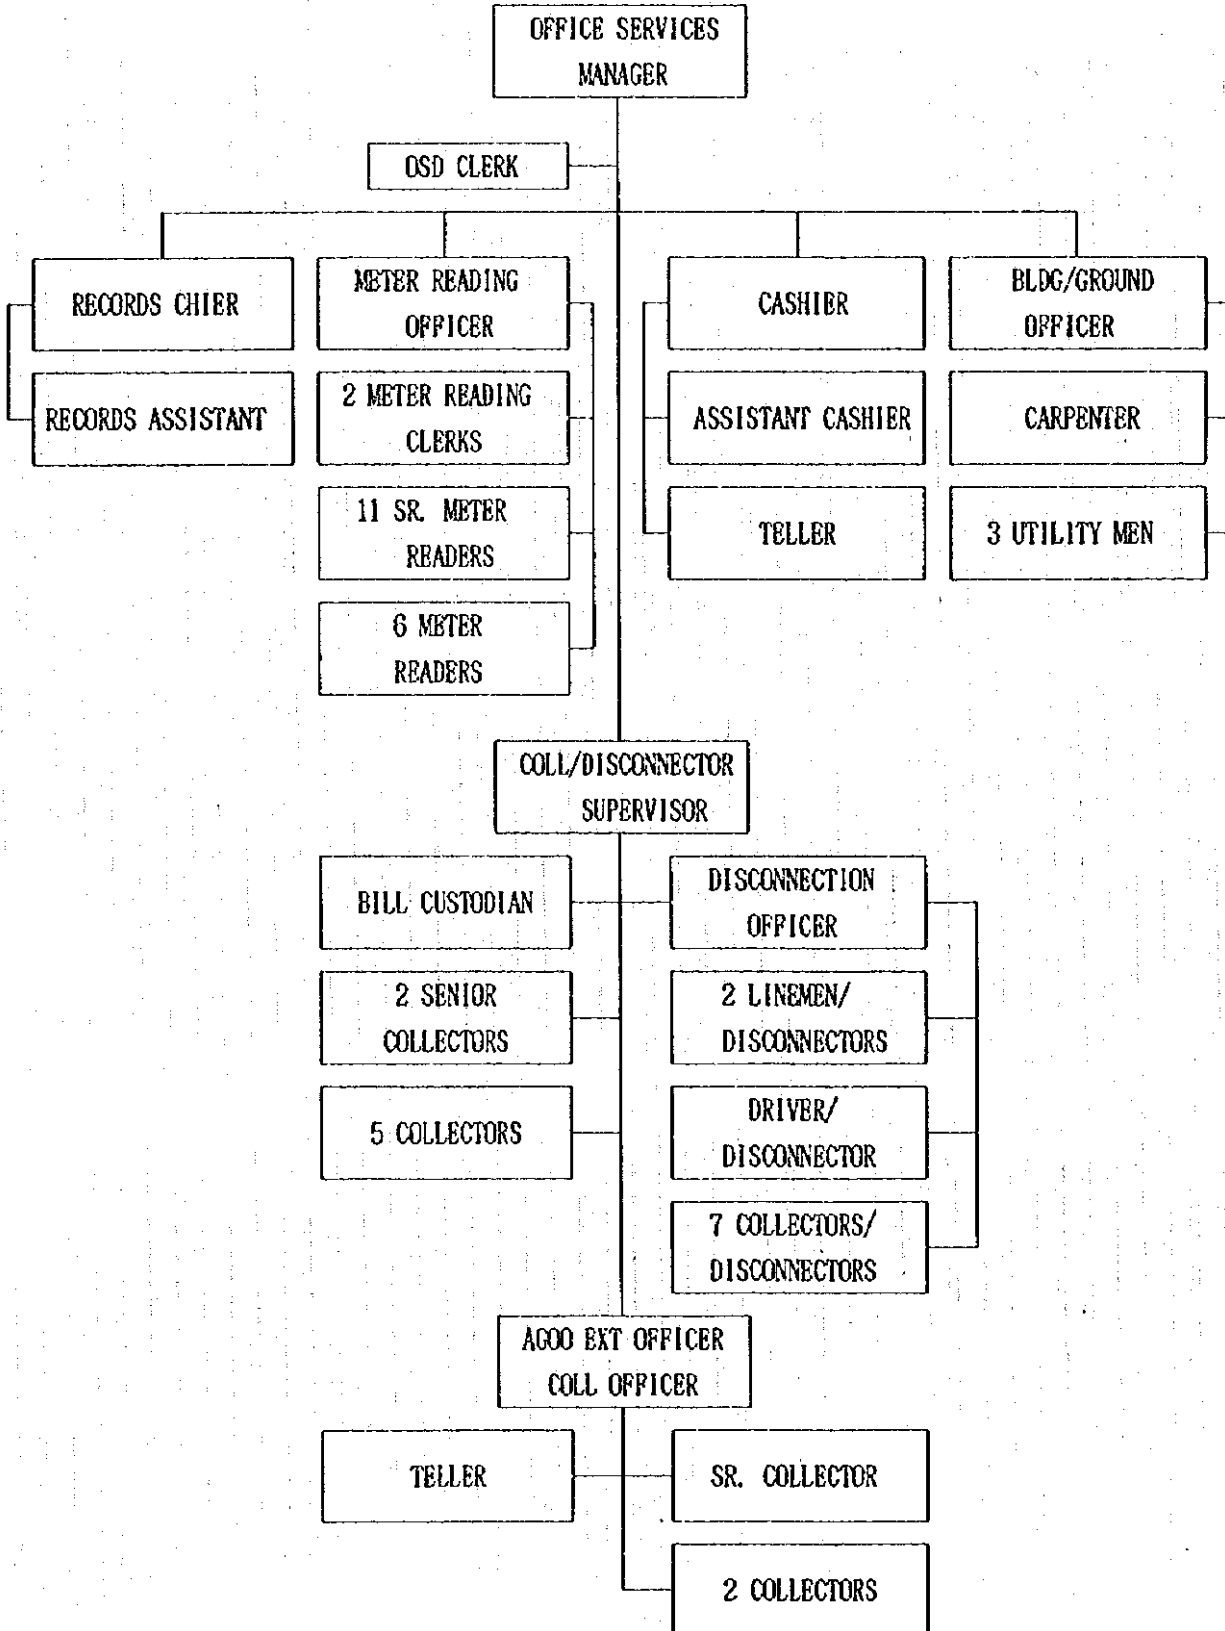 OFFICE SERVICES
MANAGER
OSD CLERK
RECORDS CHIER
RECORDS ASSISTANT
METER READING
OFFICER
2 METER READING
CLERKS
11 SR. METER
READERS
6 METER
READERS
CASHIER
ASSISTANT CASHIER
TELLER
BLDG/GROUND
OFFICER
CARPENTER
3 UTILITY MEN
COLL/DISCONNECTOR
SUPERVISOR
BILL CUSTODIAN
2 SENIOR
COLLECTORS
5 COLLECTORS
DISCONNECTION
OFFICER
2 LINEMEN/
DISCONNECTORS
DRIVER/
DISCONNECTOR
7 COLLECTORS/
DISCONNECTORS
AGOO EXT OFFICER
COLL OFFICER
TELLER
SR. COLLECTOR
2 COLLECTORS